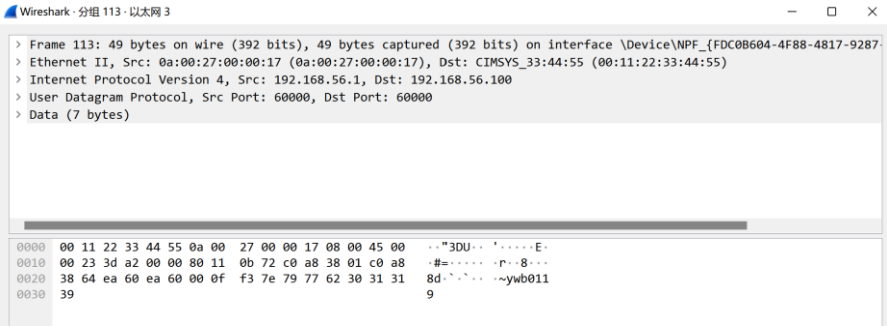 Wireshark · 分组 113 · 以太网 3
> Frame 113: 49 bytes on wire (392 bits), 49 bytes captured (392 bits) on interface \Device\NPF_{FDC0B604-4F88-4817-9287-
> Ethernet II, Src: 0a:00:27:00:00:17 (0a:00:27:00:00:17), Dst: CIMSYS_33:44:55 (00:11:22:33:44:55)
> Internet Protocol Version 4, Src: 192.168.56.1, Dst: 192.168.56.100
> User Datagram Protocol, Src Port: 60000, Dst Port: 60000
> Data (7 bytes)
0000 00 11 22 33 44 55 0a 00 27 00 00 17 08 00 45 00 ··"3DU·· '·····E·
0010 00 23 3d a2 00 00 80 11 0b 72 c0 a8 38 01 c0 a8 ·#=····· ·r··8···
0020 38 64 ea 60 ea 60 00 0f f3 7e 79 77 62 30 31 31 8d·`·`·· ·~ywb011
0030 39 9